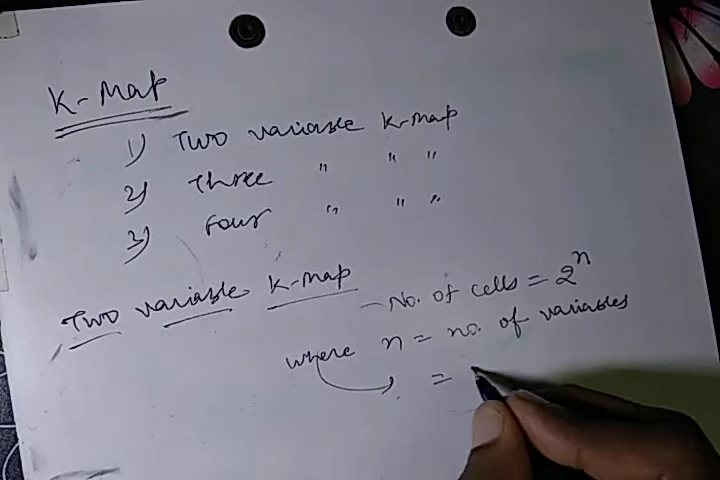 K-Map
1) Two variable K-map
2) Three " " "
3) Four " " "
Two variable K-map - No. of cells = 2^n
where n = no. of variables
=